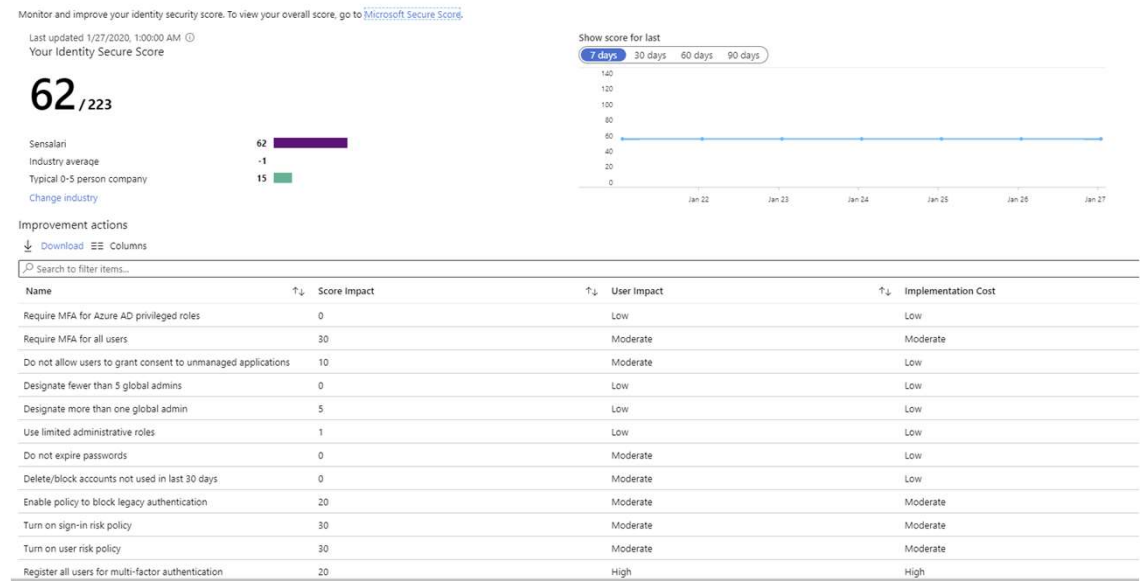 Monitor and improve your identity security score. To view your overall score, go to Microsoft Secure Score.
Last updated 1/27/2020, 1:00:00 AM
Your Identity Secure Score
62/223
Sensalari 62
Industry average -1
Typical 0-5 person company 15
Change industry
Show score for last
7 days 30 days 60 days 90 days
140
120
100
80
60
40
20
0
Jan 22 Jan 23 Jan 24 Jan 25 Jan 26 Jan 27
Improvement actions
Download Columns
Search to filter items...
Name Score Impact User Impact Implementation Cost
Require MFA for Azure AD privileged roles 0 Low Low
Require MFA for all users 30 Moderate Moderate
Do not allow users to grant consent to unmanaged applications 10 Moderate Low
Designate fewer than 5 global admins 0 Low Low
Designate more than one global admin 5 Low Low
Use limited administrative roles 1 Low Low
Do not expire passwords 0 Moderate Low
Delete/block accounts not used in last 30 days 0 Moderate Low
Enable policy to block legacy authentication 20 Moderate Moderate
Turn on sign-in risk policy 30 Moderate Moderate
Turn on user risk policy 30 Moderate Moderate
Register all users for multi-factor authentication 20 High High